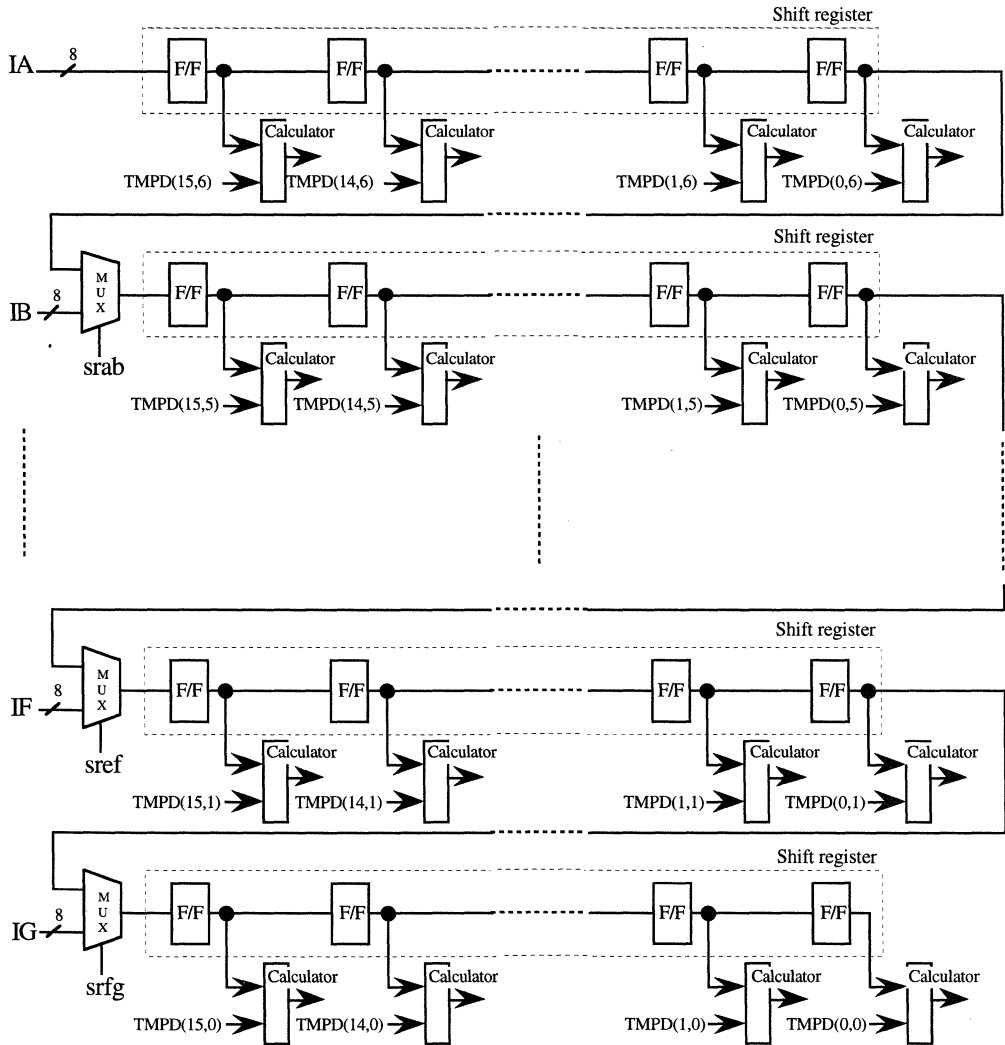 Shift register
IA 8 F/F F/F F/F F/F
Calculator Calculator Calculator Calculator
TMPD(15,6) TMPD(14,6) TMPD(1,6) TMPD(0,6)
Shift register
IB 8 MUX F/F F/F F/F F/F
srab
Calculator Calculator Calculator Calculator
TMPD(15,5) TMPD(14,5) TMPD(1,5) TMPD(0,5)
Shift register
IF 8 MUX F/F F/F F/F F/F
sref
Calculator Calculator Calculator Calculator
TMPD(15,1) TMPD(14,1) TMPD(1,1) TMPD(0,1)
Shift register
IG 8 MUX F/F F/F F/F F/F
srfg
Calculator Calculator Calculator Calculator
TMPD(15,0) TMPD(14,0) TMPD(1,0) TMPD(0,0)